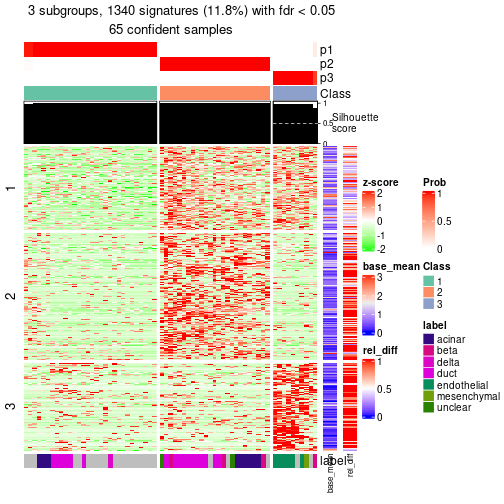 3 subgroups, 1340 signatures (11.8%) with fdr < 0.05
65 confident samples
p1
p2
p3
Class
1
0.5
0
Silhouette
score
1
2
3
label
base_mean
rel_diff
z-score
2
1
0
-1
-2
Prob
1
0.5
0
base_mean
3
2
1
0
Class
1
2
3
rel_diff
1
0.5
0
label
acinar
beta
delta
duct
endothelial
mesenchymal
unclear